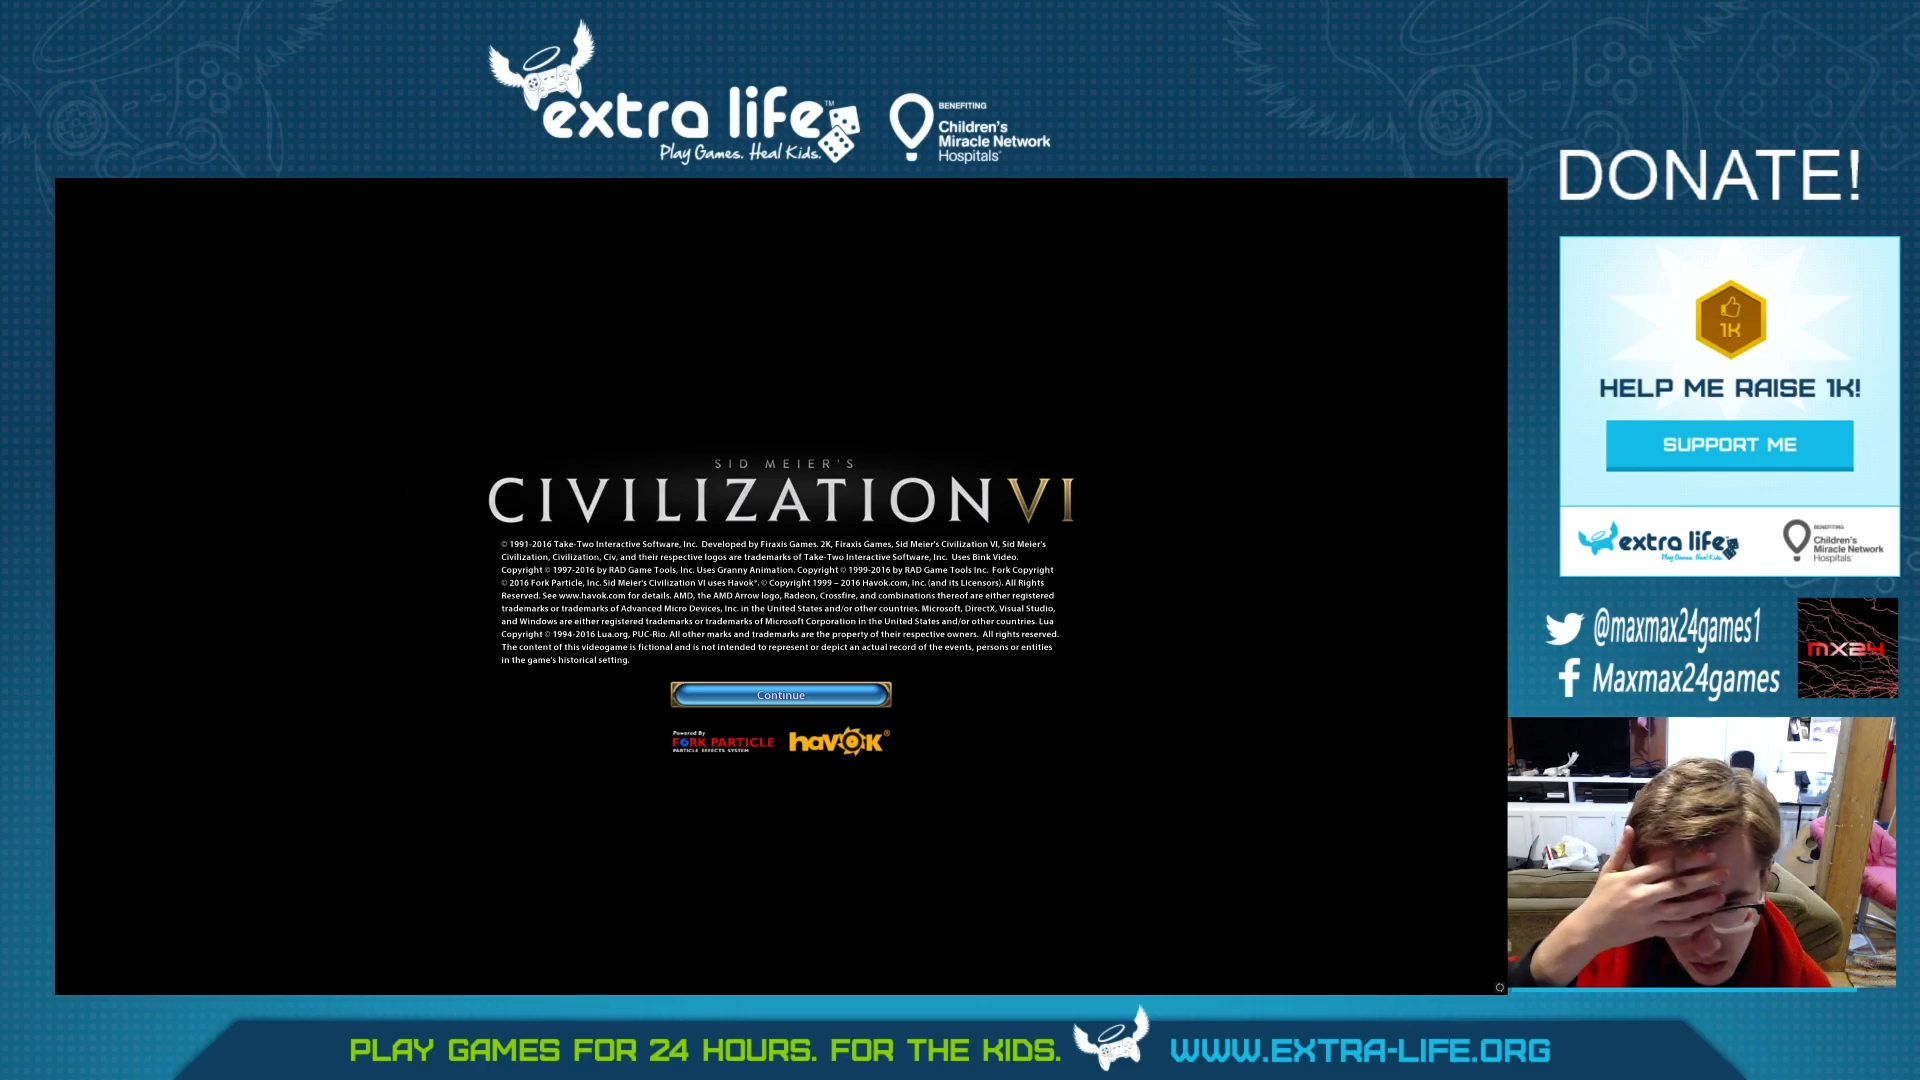 extra life™
Play Games. Heal Kids.
BENEFITING
Children's
Miracle Network
Hospitals®
DONATE!
1K
HELP ME RAISE 1K!
SUPPORT ME
extra life
Play Games. Heal Kids.
BENEFITING
Children's
Miracle Network
Hospitals®
@maxmax24games1
Maxmax24games
MX24
SID MEIER'S
CIVILIZATION VI
© 1991-2016 Take-Two Interactive Software, Inc. Developed by Firaxis Games. 2K, Firaxis Games, Sid Meier's Civilization VI, Sid Meier's
Civilization, Civilization, Civ, and their respective logos are trademarks of Take-Two Interactive Software, Inc. Uses Bink Video.
Copyright © 1997-2016 by RAD Game Tools, Inc. Uses Granny Animation. Copyright © 1999-2016 by RAD Game Tools Inc. Fork Copyright
© 2016 Fork Particle, Inc. Sid Meier's Civilization VI uses Havok®. © Copyright 1999 – 2016 Havok.com, Inc. (and its Licensors). All Rights
Reserved. See www.havok.com for details. AMD, the AMD Arrow logo, Radeon, Crossfire, and combinations thereof are either registered
trademarks or trademarks of Advanced Micro Devices, Inc. in the United States and/or other countries. Microsoft, DirectX, Visual Studio,
and Windows are either registered trademarks or trademarks of Microsoft Corporation in the United States and/or other countries. Lua
Copyright © 1994-2016 Lua.org, PUC-Rio. All other marks and trademarks are the property of their respective owners. All rights reserved.
The content of this videogame is fictional and is not intended to represent or depict an actual record of the events, persons or entities
in the game's historical setting.
Continue
Powered By
FORK PARTICLE
PARTICLE EFFECTS SYSTEM
havok®
PLAY GAMES FOR 24 HOURS. FOR THE KIDS.
WWW.EXTRA-LIFE.ORG